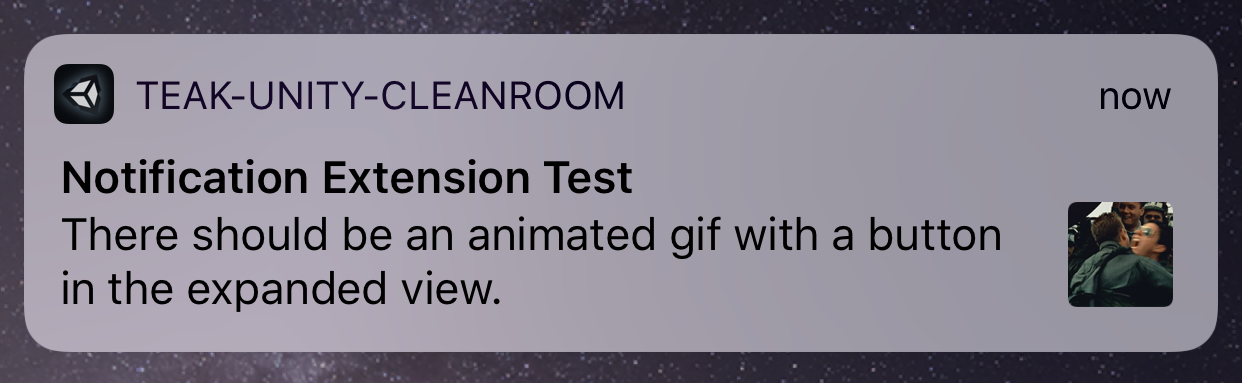 TEAK-UNITY-CLEANROOM now
Notification Extension Test
There should be an animated gif with a button
in the expanded view.